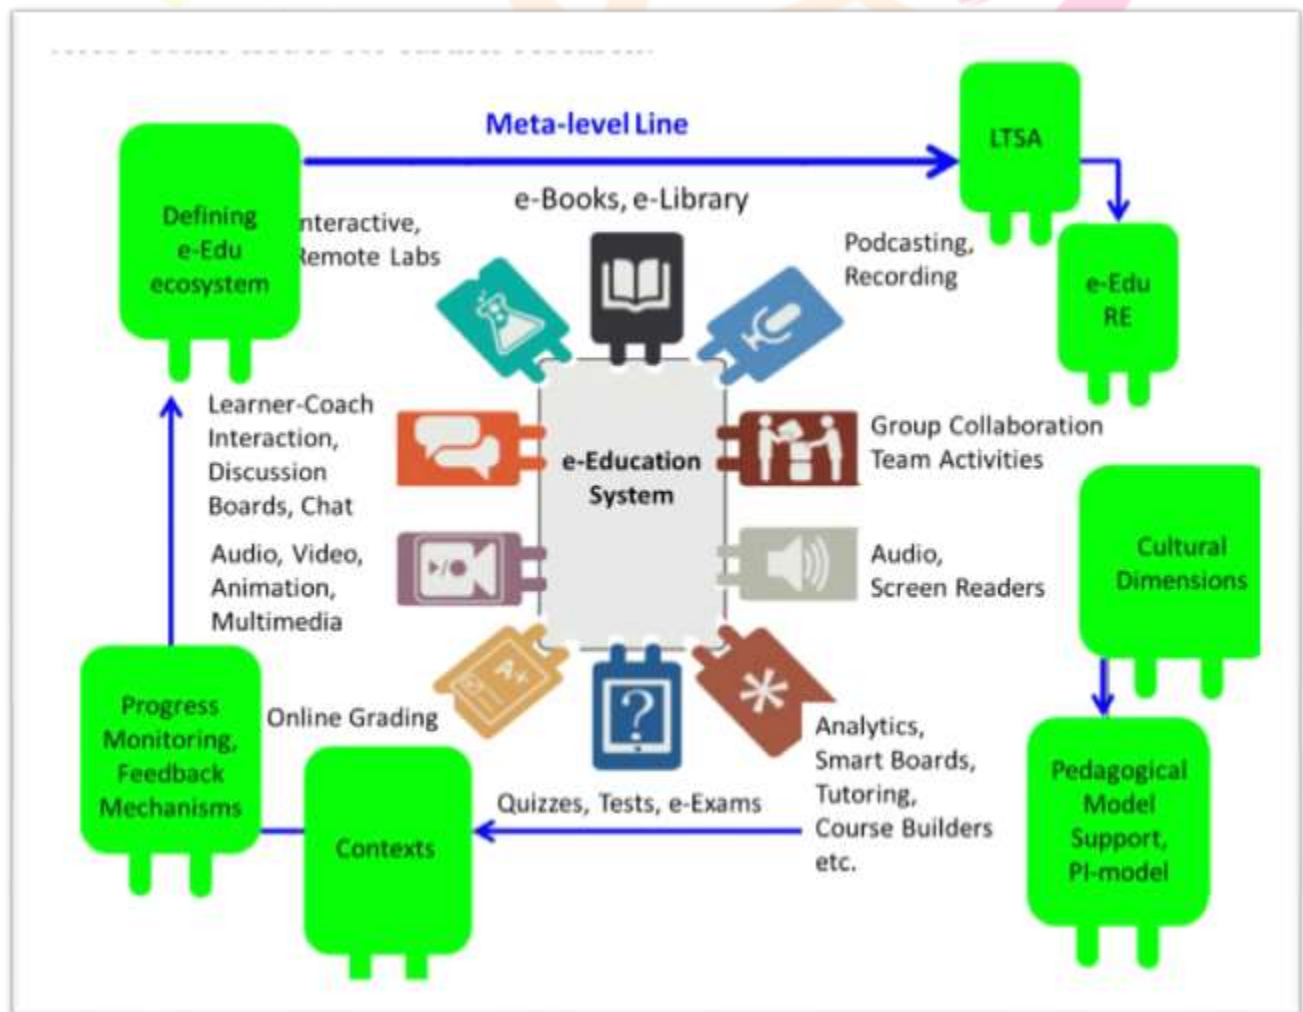 Meta-level Line
LTSA
e-Books, e-Library
Defining
e-Edu
ecosystem
nteractive,
Remote Labs
Podcasting,
Recording
e-Edu
RE
Learner-Coach
Interaction,
Discussion
Boards, Chat
e-Education
System
Group Collaboration
Team Activities
Audio, Video,
Animation,
Multimedia
Audio,
Screen Readers
Cultural
Dimensions
A+
?
*
Progress
Monitoring,
Feedback
Mechanisms
Online Grading
Analytics,
Smart Boards,
Tutoring,
Course Builders
etc.
Pedagogical
Model
Support,
PI-model
Quizzes, Tests, e-Exams
Contexts